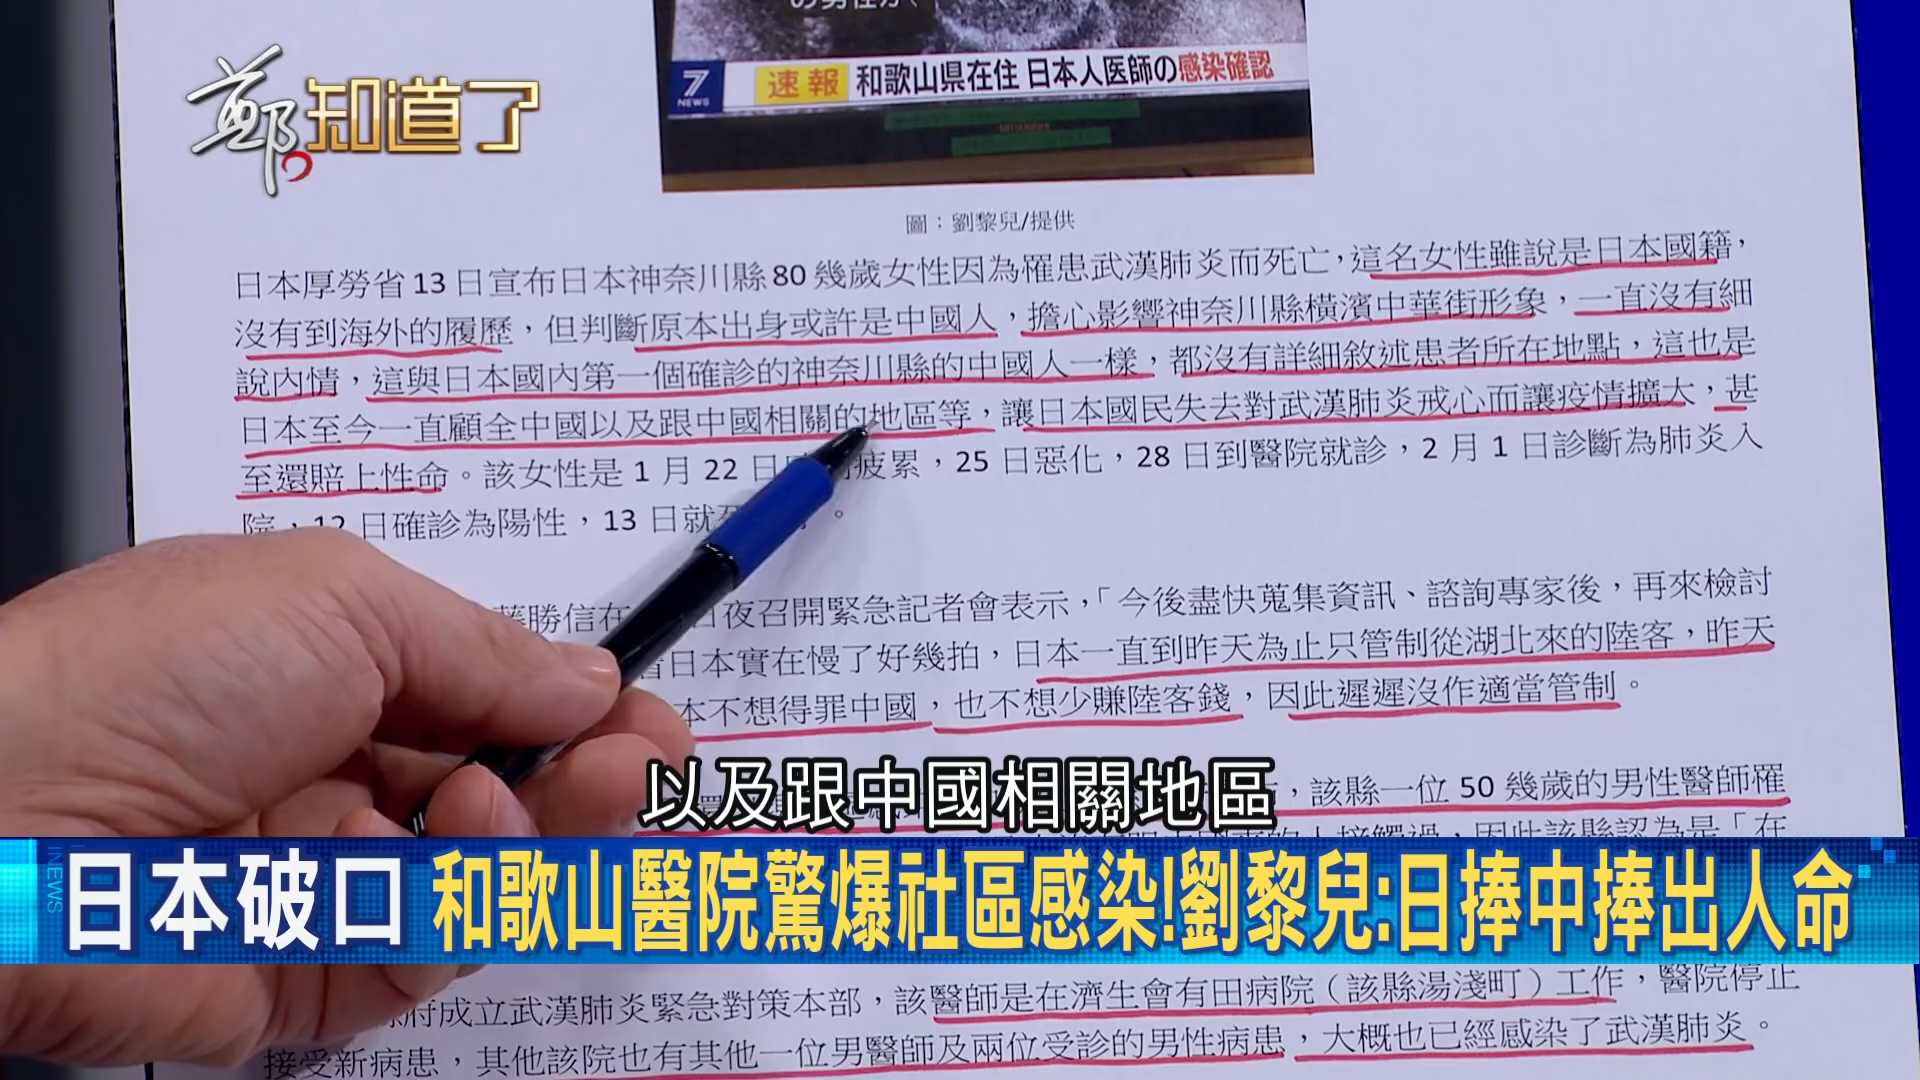 鄭知道了
7 NEWS 速報 和歌山県在住 日本人医師の感染確認
圖：劉黎兒/提供
日本厚勞省 13 日宣布日本神奈川縣 80 幾歲女性因為罹患武漢肺炎而死亡，這名女性雖說是日本國籍，
沒有到海外的履歷，但判斷原本出身或許是中國人，擔心影響神奈川縣橫濱中華街形象，一直沒有細
說內情，這與日本國內第一個確診的神奈川縣的中國人一樣，都沒有詳細敘述患者所在地點，這也是
日本至今一直顧全中國以及跟中國相關的地區等，讓日本國民失去對武漢肺炎戒心而讓疫情擴大，甚
至還賠上性命。該女性是 1 月 22 日 疲累，25 日惡化，28 日到醫院就診，2 月 1 日診斷為肺炎入
院，12 日確診為陽性，13 日就 。
勝信在 日夜召開緊急記者會表示，「今後盡快蒐集資訊、諮詢專家後，再來檢討
日本實在慢了好幾拍，日本一直到昨天為止只管制從湖北來的陸客，昨天
本不想得罪中國，也不想少賺陸客錢，因此遲遲沒作適當管制。
，該縣一位 50 幾歲的男性醫師罹
以及跟中國相關地區
，因此該縣認為是「在
iNEWS
日本破口 和歌山醫院驚爆社區感染!劉黎兒:日捧中捧出人命
府成立武漢肺炎緊急對策本部，該醫師是在濟生會有田病院（該縣湯淺町）工作，醫院停止
接受新病患，其他該院也有其他一位男醫師及兩位受診的男性病患，大概也已經感染了武漢肺炎。